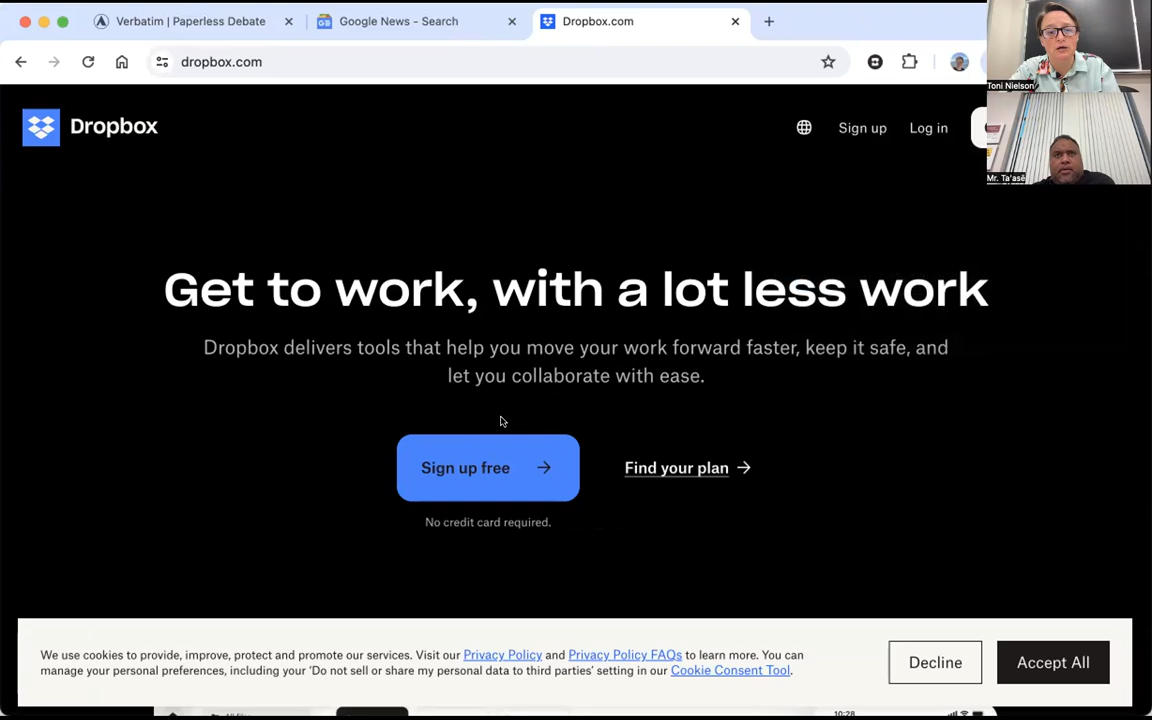 Verbatim | Paperless Debate
Google News - Search
Dropbox.com
dropbox.com
Toni Nielson
Mr. Ta'ase
Dropbox
Sign up
Log in
Get to work, with a lot less work
Dropbox delivers tools that help you move your work forward faster, keep it safe, and
let you collaborate with ease.
Sign up free
Find your plan
No credit card required.
We use cookies to provide, improve, protect and promote our services. Visit our Privacy Policy and Privacy Policy FAQs to learn more. You can
manage your personal preferences, including your 'Do not sell or share my personal data to third parties' setting in our Cookie Consent Tool.
Decline
Accept All
10:28